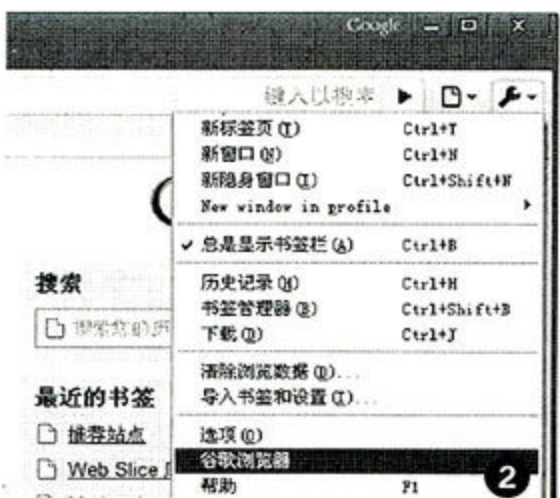 Google
键入以搜索
新标签页(T) Ctrl+T
新窗口(N) Ctrl+N
新隐身窗口(I) Ctrl+Shift+N
New window in profile
✓ 总是显示书签栏(A) Ctrl+B
历史记录(H) Ctrl+H
书签管理器(B) Ctrl+Shift+B
下载(D) Ctrl+J
清除浏览数据(D)...
导入书签和设置(I)...
选项(O)
谷歌浏览器
帮助 F1
搜索
最近的书签
推荐站点
Web Slice
2